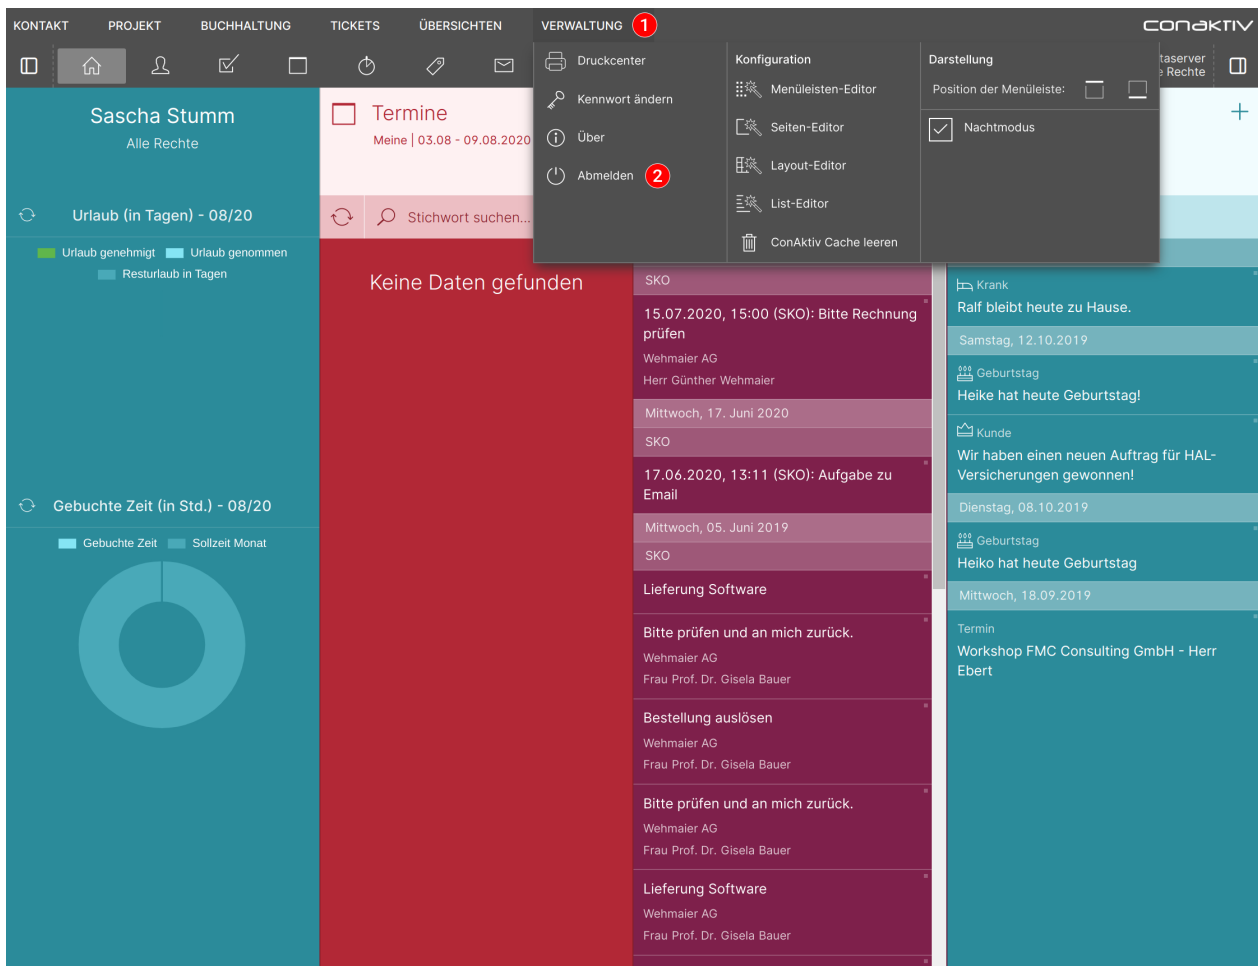 KONTAKT PROJEKT BUCHHALTUNG TICKETS ÜBERSICHTEN VERWALTUNG 1 CONAKTIV
Druckcenter
Kennwort ändern
Über
Abmelden 2
Konfiguration
Menüleisten-Editor
Seiten-Editor
Layout-Editor
List-Editor
ConAktiv Cache leeren
Darstellung
Position der Menüleiste:
Nachtmodus
Rechte
Sascha Stumm
Alle Rechte
Urlaub (in Tagen) - 08/20
Urlaub genehmigt Urlaub genommen
Resturlaub in Tagen
Gebuchte Zeit (in Std.) - 08/20
Gebuchte Zeit Sollzeit Monat
Termine
Meine | 03.08 - 09.08.2020
Stichwort suchen...
Keine Daten gefunden
SKO
15.07.2020, 15:00 (SKO): Bitte Rechnung
prüfen
Wehmaier AG
Herr Günther Wehmaier
Mittwoch, 17. Juni 2020
SKO
17.06.2020, 13:11 (SKO): Aufgabe zu
Email
Mittwoch, 05. Juni 2019
SKO
Lieferung Software
Bitte prüfen und an mich zurück.
Wehmaier AG
Frau Prof. Dr. Gisela Bauer
Bestellung auslösen
Wehmaier AG
Frau Prof. Dr. Gisela Bauer
Bitte prüfen und an mich zurück.
Wehmaier AG
Frau Prof. Dr. Gisela Bauer
Lieferung Software
Wehmaier AG
Frau Prof. Dr. Gisela Bauer
Krank
Ralf bleibt heute zu Hause.
Samstag, 12.10.2019
Geburtstag
Heike hat heute Geburtstag!
Kunde
Wir haben einen neuen Auftrag für HAL-
Versicherungen gewonnen!
Dienstag, 08.10.2019
Geburtstag
Heiko hat heute Geburtstag
Mittwoch, 18.09.2019
Termin
Workshop FMC Consulting GmbH - Herr
Ebert